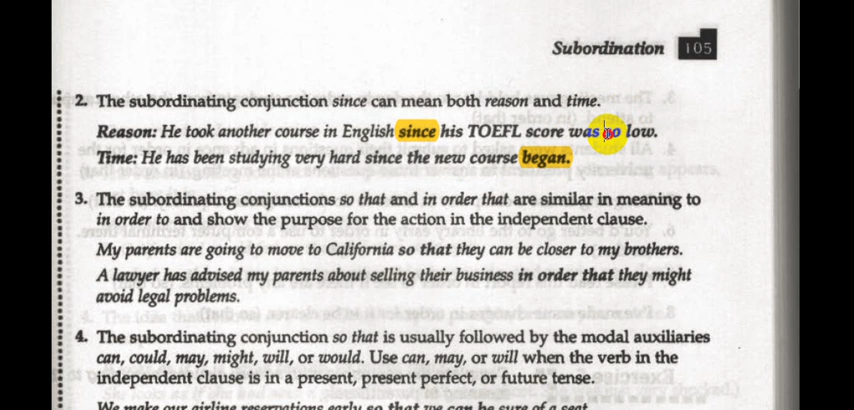 Subordination 105
2. The subordinating conjunction since can mean both reason and time.
Reason: He took another course in English since his TOEFL score was so low.
Time: He has been studying very hard since the new course began.
3. The subordinating conjunctions so that and in order that are similar in meaning to
in order to and show the purpose for the action in the independent clause.
My parents are going to move to California so that they can be closer to my brothers.
A lawyer has advised my parents about selling their business in order that they might
avoid legal problems.
4. The subordinating conjunction so that is usually followed by the modal auxiliaries
can, could, may, might, will, or would. Use can, may, or will when the verb in the
independent clause is in a present, present perfect, or future tense.
We make our airline reservations early so that we can be sure of a seat.